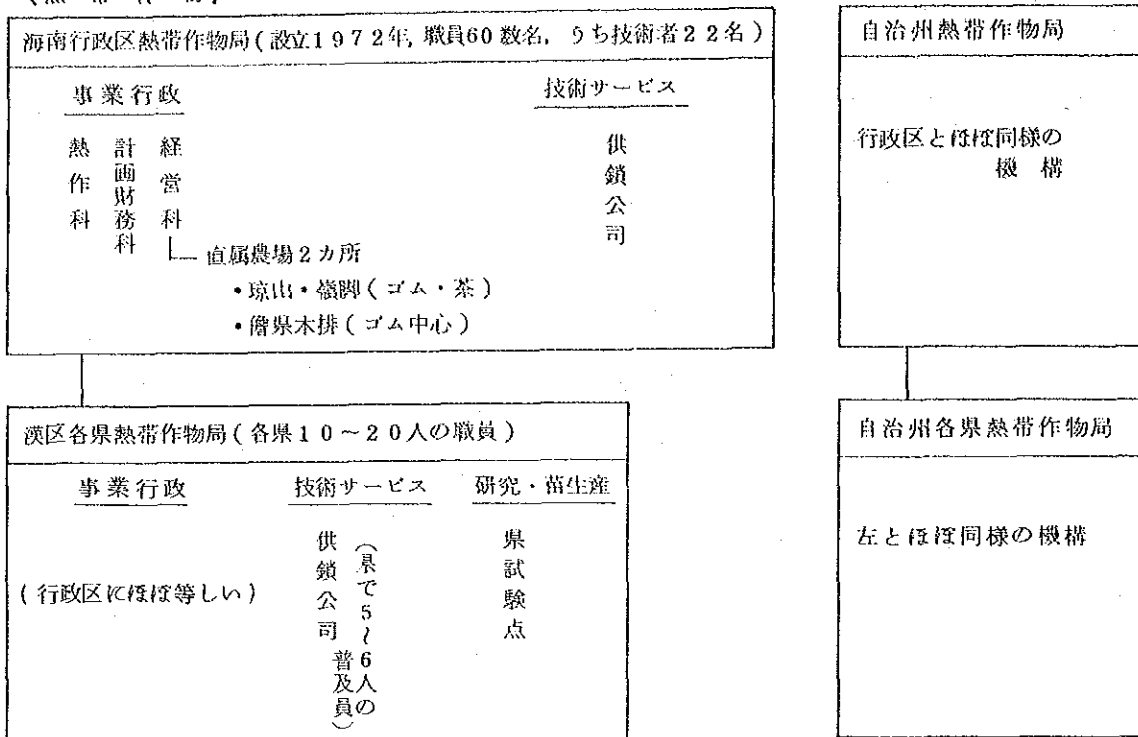 海南行政区熱帯作物局(設立1972年, 職員60数名, うち技術者22名)
事業行政
技術サービス
熱作科
計画財務科
経営科
供鎖公司
直属農場2カ所
・琼山・嶺脚(ゴム・茶)
・儋県木排(ゴム中心)
自治州熱帯作物局
行政区とほぼ同様の
機構
漢区各県熱帯作物局(各県10~20人の職員)
事業行政
技術サービス
研究・苗生産
(行政区にほぼ等しい)
供鎖公司
(県で5~6人の
普及員)
県試験点
自治州各県熱帯作物局
左とほぼ同様の機構